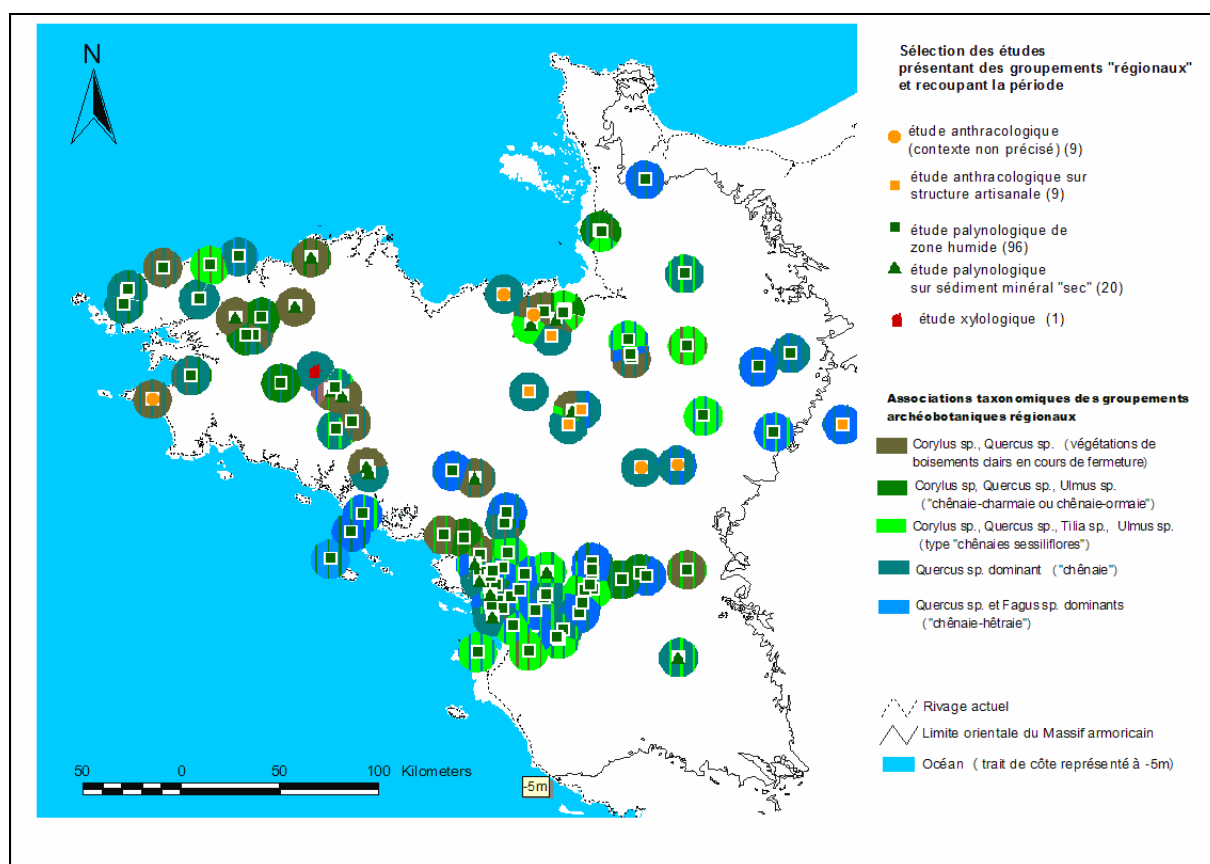 N
Sélection des études
présentant des groupements "régionaux"
et recoupant la période
étude anthracologique
(contexte non précisé) (9)
étude anthracologique sur
structure artisanale (9)
étude palynologique de
zone humide (96)
étude palynologique
sur sédiment minéral "sec" (20)
étude xylologique (1)
Associations taxonomiques des groupements
archéobotaniques régionaux
Corylus sp., Quercus sp. (végétations de
boisements clairs en cours de fermeture)
Corylus sp, Quercus sp., Ulmus sp.
("chênaie-charmaie ou chênaie-ormaie")
Corylus sp., Quercus sp., Tilia sp., Ulmus sp.
(type "chênaies sessiliflores")
Quercus sp. dominant ("chênaie")
Quercus sp. et Fagus sp. dominants
("chênaie-hêtraie")
Rivage actuel
Limite orientale du Massif armoricain
Océan ( trait de côte représenté à -5m)
50 0 50 100 Kilometers
-5m